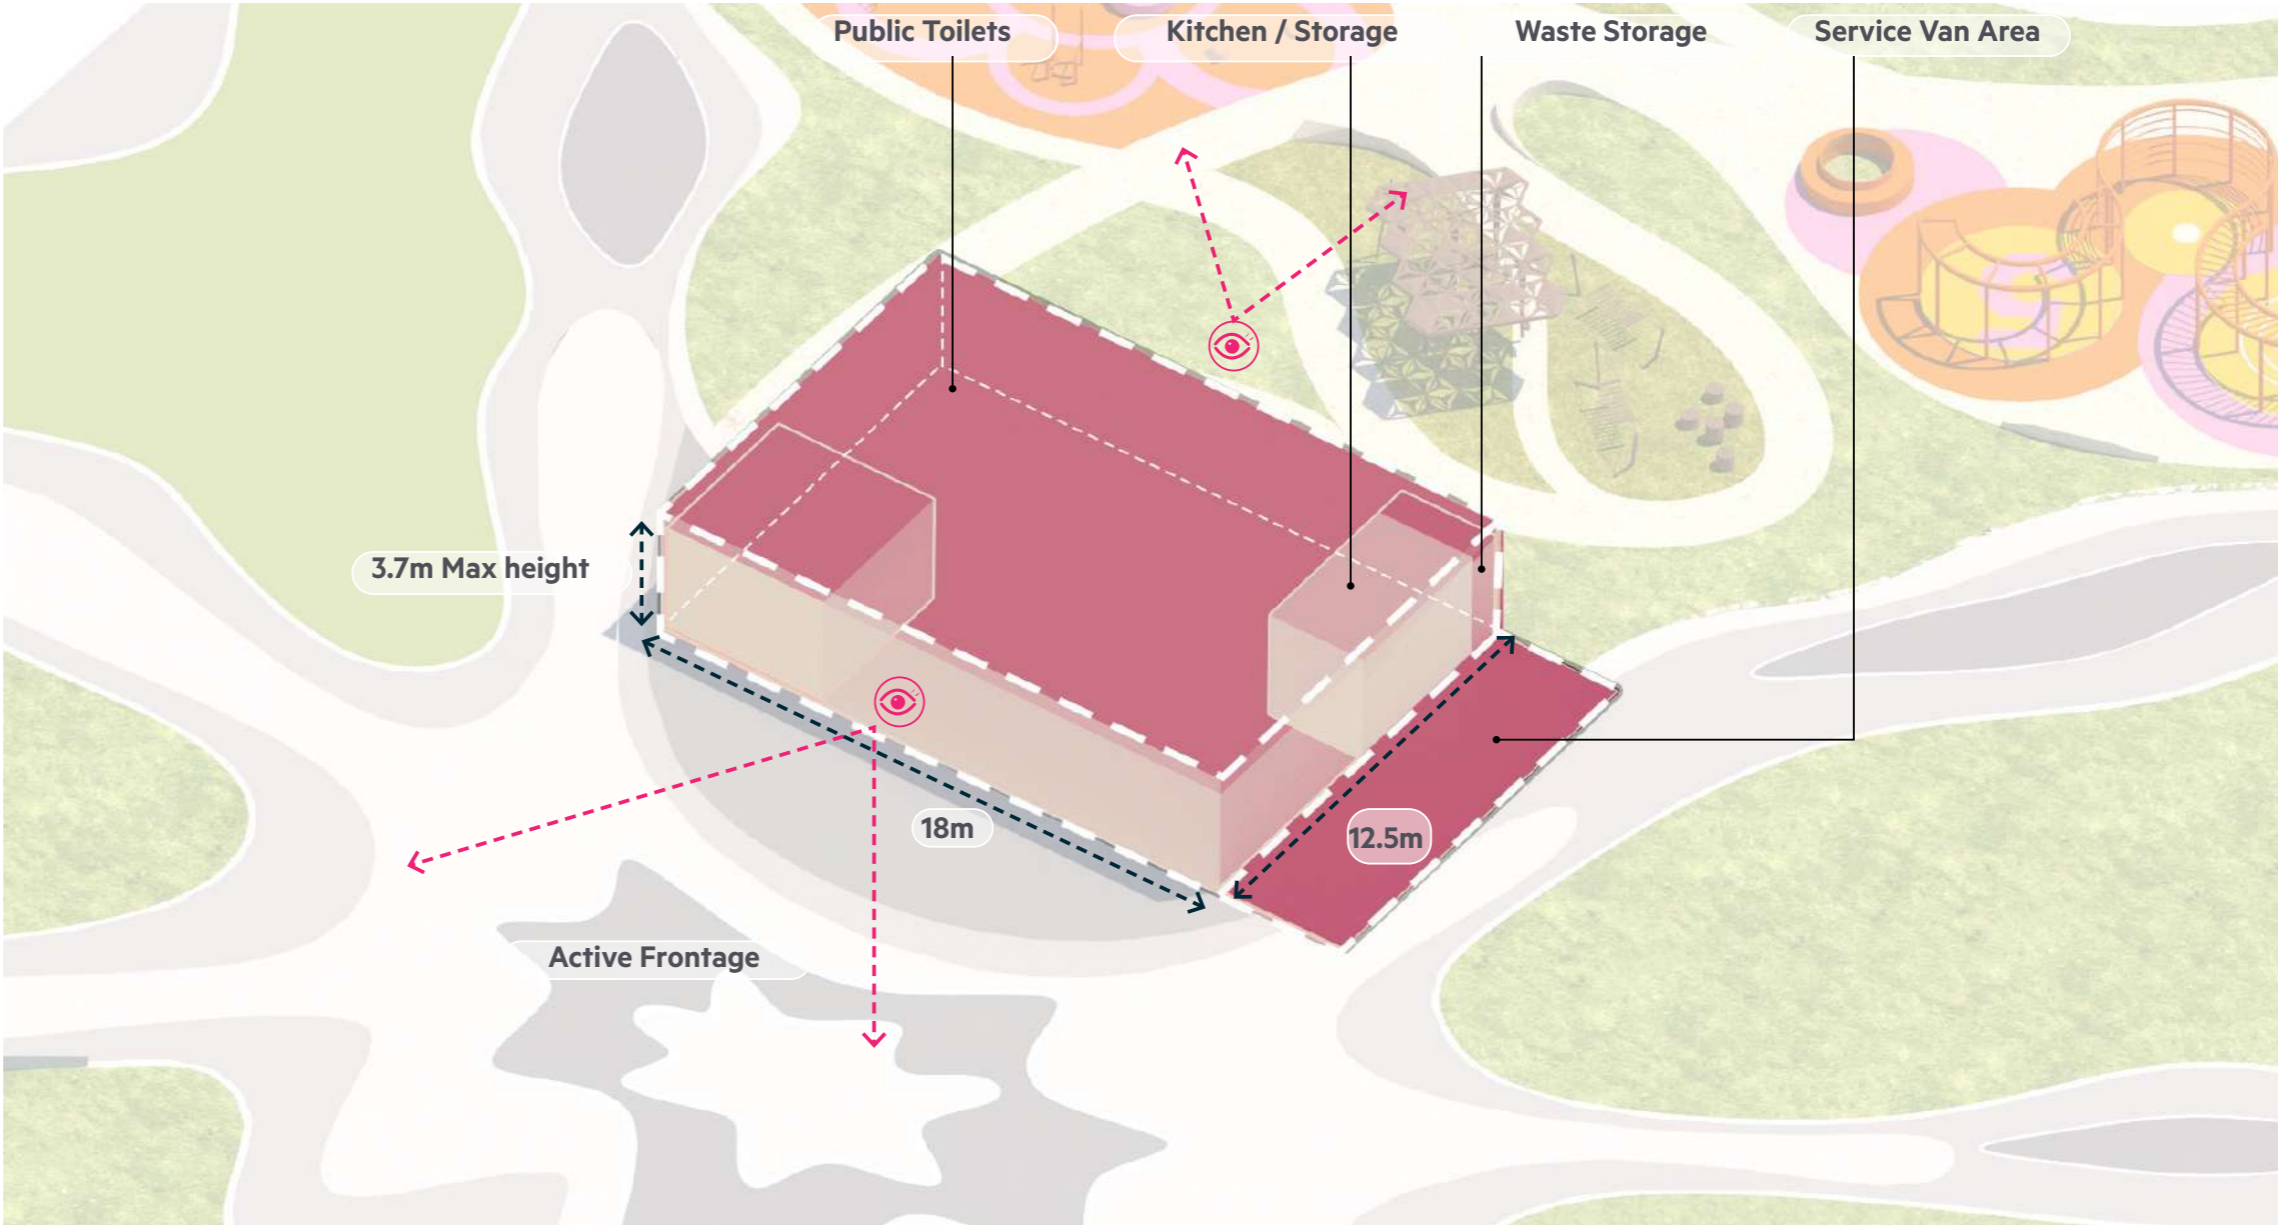 Public Toilets
Kitchen / Storage
Waste Storage
Service Van Area
3.7m Max height
18m
12.5m
Active Frontage